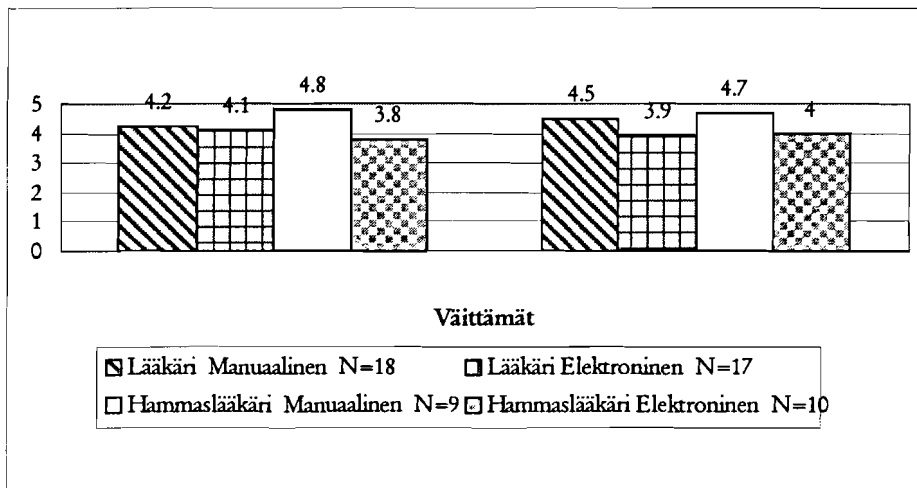 4.2 4.1 4.8 3.8 4.5 3.9 4.7 4
5
4
3
2
1
0
Väittämät
Lääkäri Manuaalinen N=18 Lääkäri Elektroninen N=17
Hammaslääkäri Manuaalinen N=9 Hammaslääkäri Elektroninen N=10